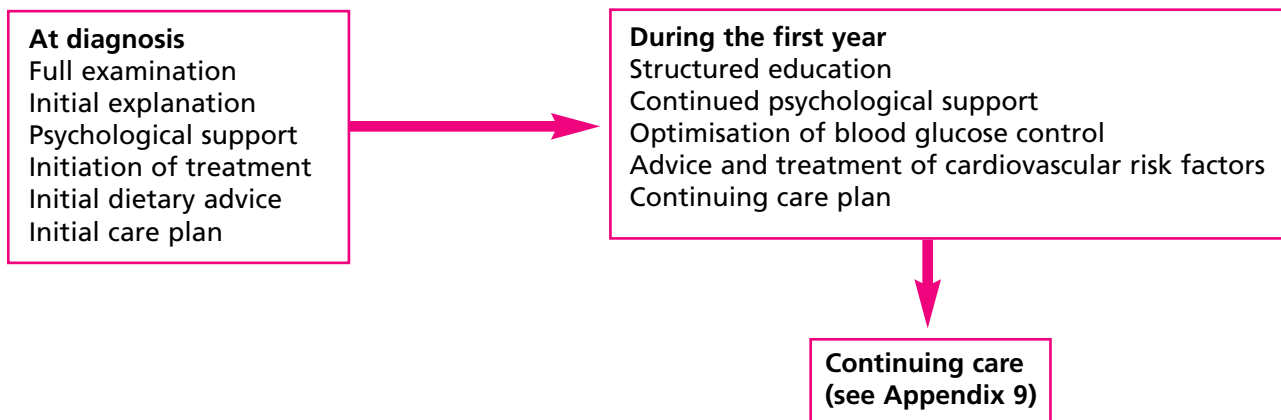 At diagnosis
Full examination
Initial explanation
Psychological support
Initiation of treatment
Initial dietary advice
Initial care plan
During the first year
Structured education
Continued psychological support
Optimisation of blood glucose control
Advice and treatment of cardiovascular risk factors
Continuing care plan
Continuing care
(see Appendix 9)